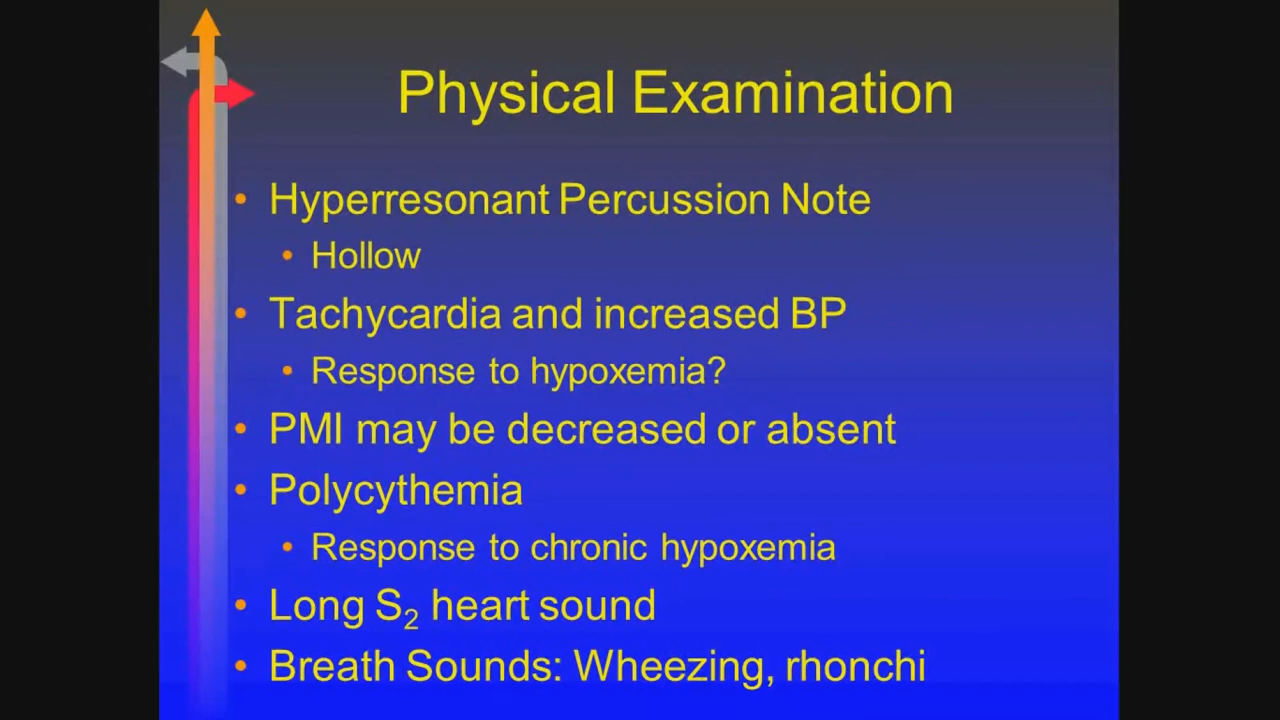 Physical Examination
• Hyperresonant Percussion Note
• Hollow
• Tachycardia and increased BP
• Response to hypoxemia?
• PMI may be decreased or absent
• Polycythemia
• Response to chronic hypoxemia
• Long S₂ heart sound
• Breath Sounds: Wheezing, rhonchi